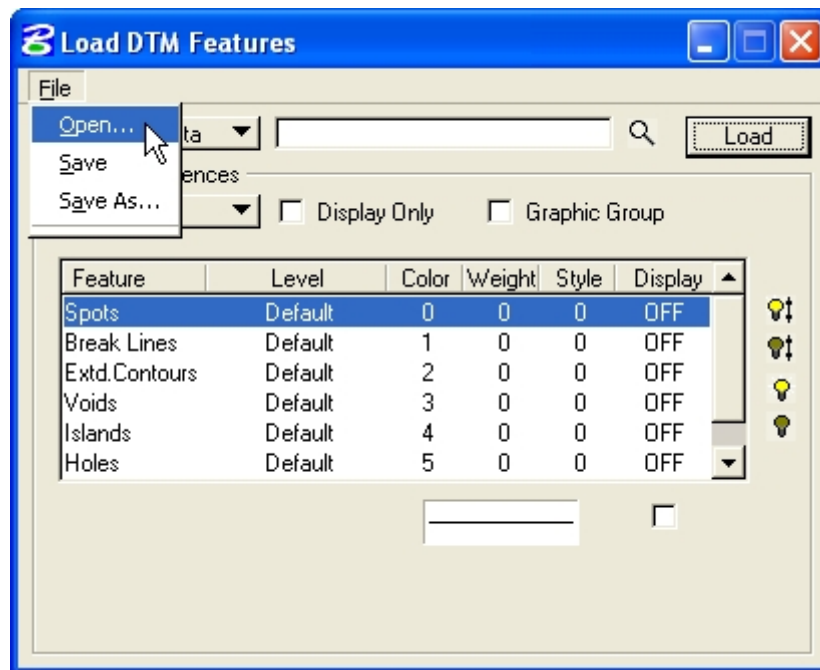 Load DTM Features
File
Open...
Save
Save As...
ta
Load
ences
Display Only Graphic Group
Feature Level Color Weight Style Display
Spots Default 0 0 0 OFF
Break Lines Default 1 0 0 OFF
Extd.Contours Default 2 0 0 OFF
Voids Default 3 0 0 OFF
Islands Default 4 0 0 OFF
Holes Default 5 0 0 OFF